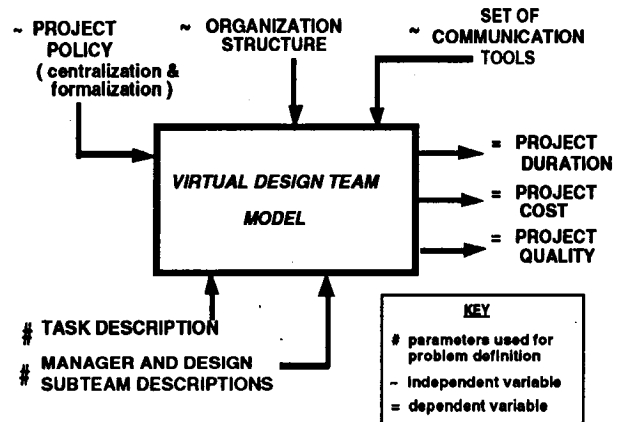 ~ PROJECT
POLICY
( centralization &
formalization )
~ ORGANIZATION
STRUCTURE
SET OF
~ COMMUNICATION
TOOLS
VIRTUAL DESIGN TEAM
MODEL
= PROJECT
DURATION
= PROJECT
COST
= PROJECT
QUALITY
# TASK DESCRIPTION
# MANAGER AND DESIGN
SUBTEAM DESCRIPTIONS
KEY
# parameters used for
problem definition
~ independent variable
= dependent variable